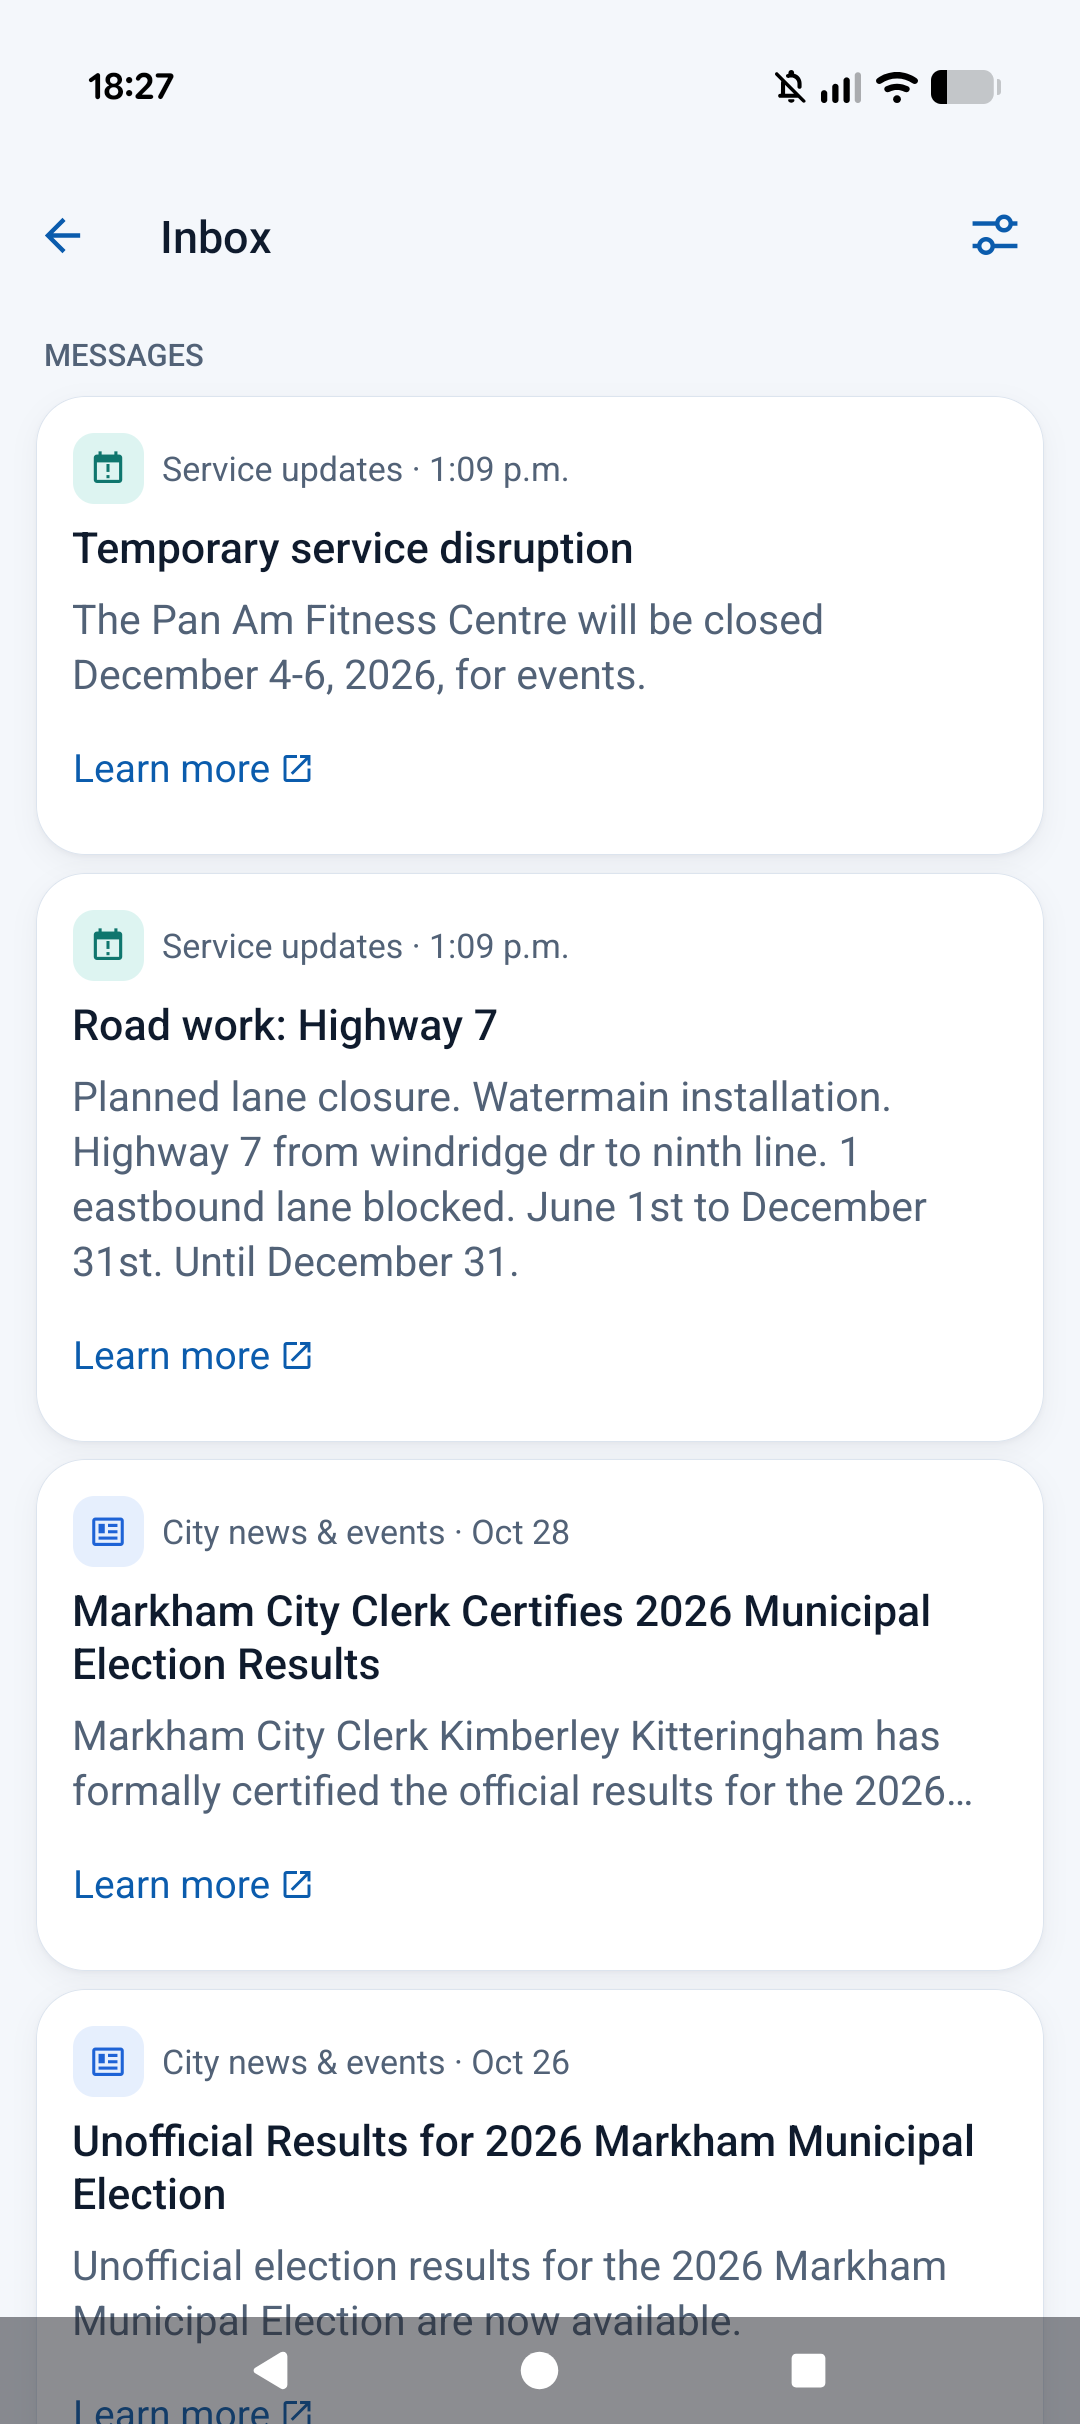 18:27
Inbox
MESSAGES
Service updates · 1:09 p.m.
Temporary service disruption
The Pan Am Fitness Centre will be closed
December 4-6, 2026, for events.
Learn more
Service updates · 1:09 p.m.
Road work: Highway 7
Planned lane closure. Watermain installation.
Highway 7 from windridge dr to ninth line. 1
eastbound lane blocked. June 1st to December
31st. Until December 31.
Learn more
City news & events · Oct 28
Markham City Clerk Certifies 2026 Municipal
Election Results
Markham City Clerk Kimberley Kitteringham has
formally certified the official results for the 2026…
Learn more
City news & events · Oct 26
Unofficial Results for 2026 Markham Municipal
Election
Unofficial election results for the 2026 Markham
Municipal Election are now available.
Learn more